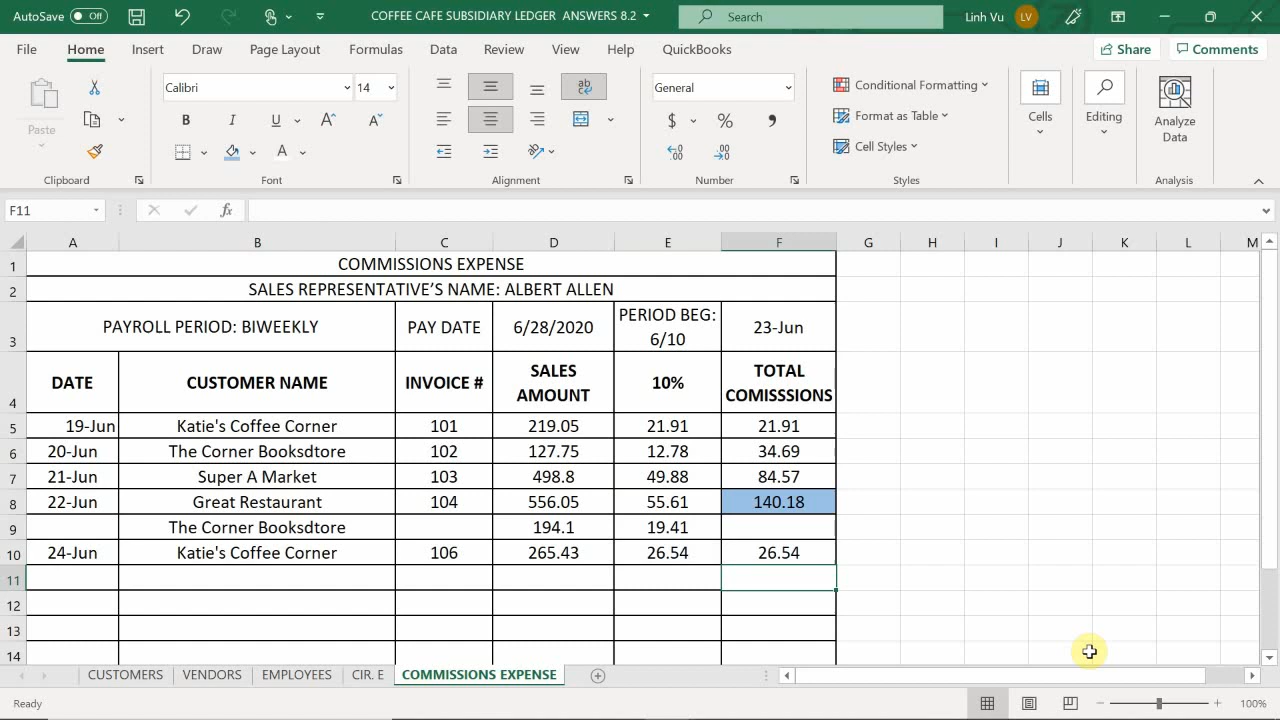 AutoSave Off COFFEE CAFE SUBSIDIARY LEDGER ANSWERS 8.2 Search Linh Vu LV
File Home Insert Draw Page Layout Formulas Data Review View Help QuickBooks Share Comments
Paste Calibri 14 ab General $ % , Conditional Formatting Format as Table Cell Styles Cells Editing Analyze Data
B I U A A A
Clipboard Font Alignment Number Styles Analysis
F11 fx
A B C D E F G H I J K L M
1 COMMISSIONS EXPENSE
2 SALES REPRESENTATIVE'S NAME: ALBERT ALLEN
3 PAYROLL PERIOD: BIWEEKLY PAY DATE 6/28/2020 PERIOD BEG: 6/10 23-Jun
4 DATE CUSTOMER NAME INVOICE # SALES AMOUNT 10% TOTAL COMISSSIONS
5 19-Jun Katie's Coffee Corner 101 219.05 21.91 21.91
6 20-Jun The Corner Booksdtore 102 127.75 12.78 34.69
7 21-Jun Super A Market 103 498.8 49.88 84.57
8 22-Jun Great Restaurant 104 556.05 55.61 140.18
9 The Corner Booksdtore 194.1 19.41
10 24-Jun Katie's Coffee Corner 106 265.43 26.54 26.54
11
12
13
14
CUSTOMERS VENDORS EMPLOYEES CIR. E COMMISSIONS EXPENSE
Ready 100%